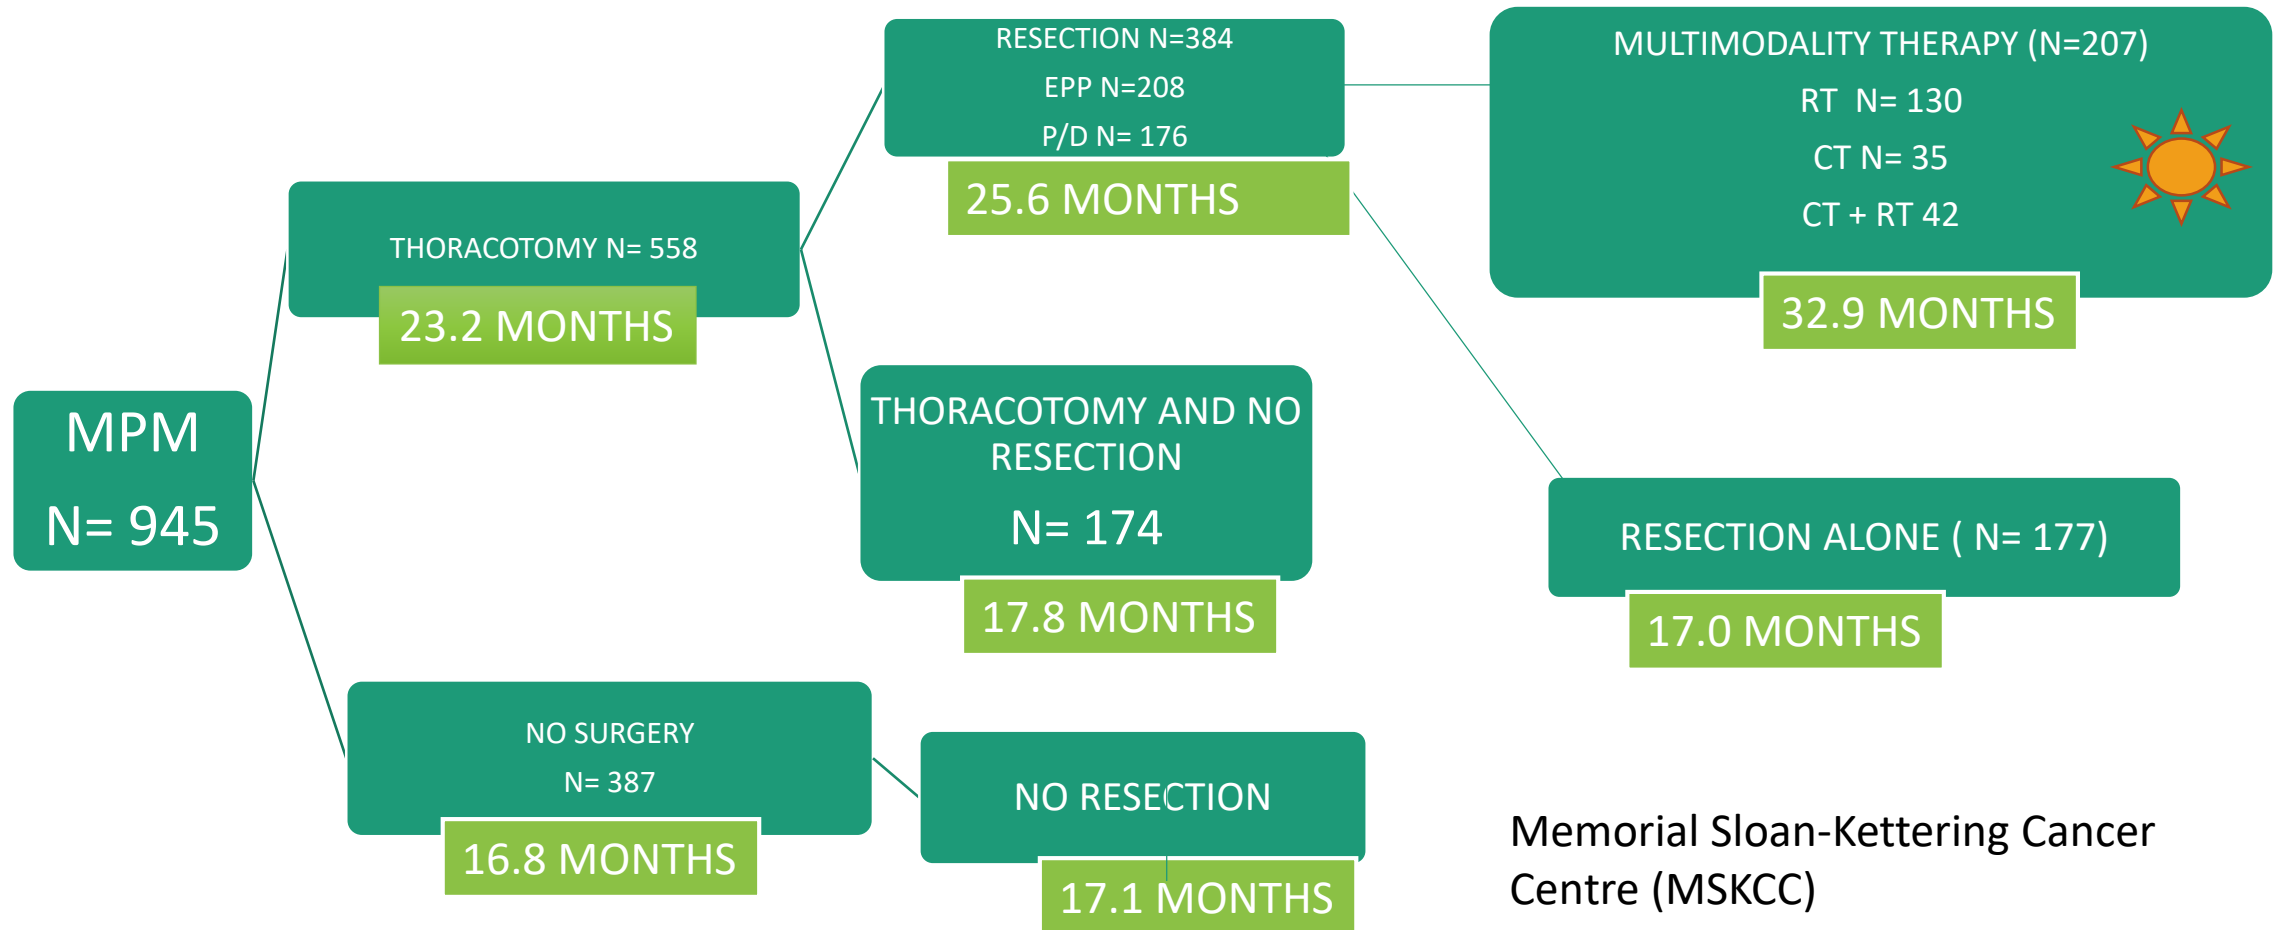 MPM
N= 945
THORACOTOMY N= 558
23.2 MONTHS
NO SURGERY
N= 387
16.8 MONTHS
RESECTION N=384
EPP N=208
P/D N= 176
25.6 MONTHS
THORACOTOMY AND NO
RESECTION
N= 174
17.8 MONTHS
NO RESECTION
17.1 MONTHS
MULTIMODALITY THERAPY (N=207)
RT N= 130
CT N= 35
CT + RT 42
32.9 MONTHS
RESECTION ALONE ( N= 177)
17.0 MONTHS
Memorial Sloan-Kettering Cancer
Centre (MSKCC)